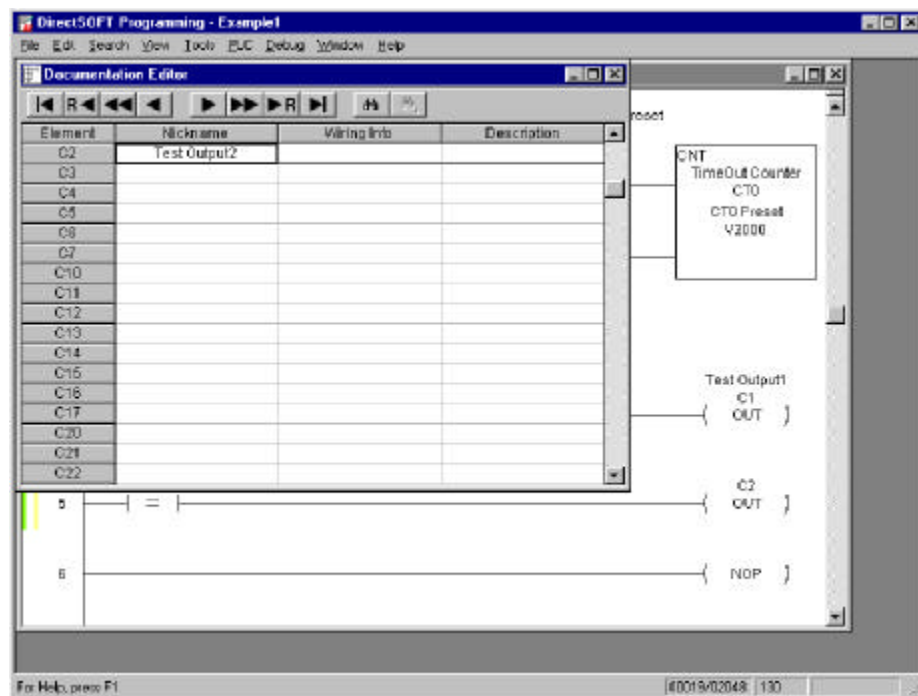 DirectSOFT Programming - Example1
File Edit Search View Tools PLC Debug Window Help
Documentation Editor
R R
Element Nickname Wiring Info Description
C2 Test Output2
C3
C4
C5
C6
C7
C10
C11
C12
C13
C14
C15
C16
C17
C20
C21
C22
CNT
TimeOut Counter
CT0
CT0 Preset
V2000
Test Output1
C1
OUT
C2
5 = OUT
6 NOP
For Help, press F1 00019/02048 130